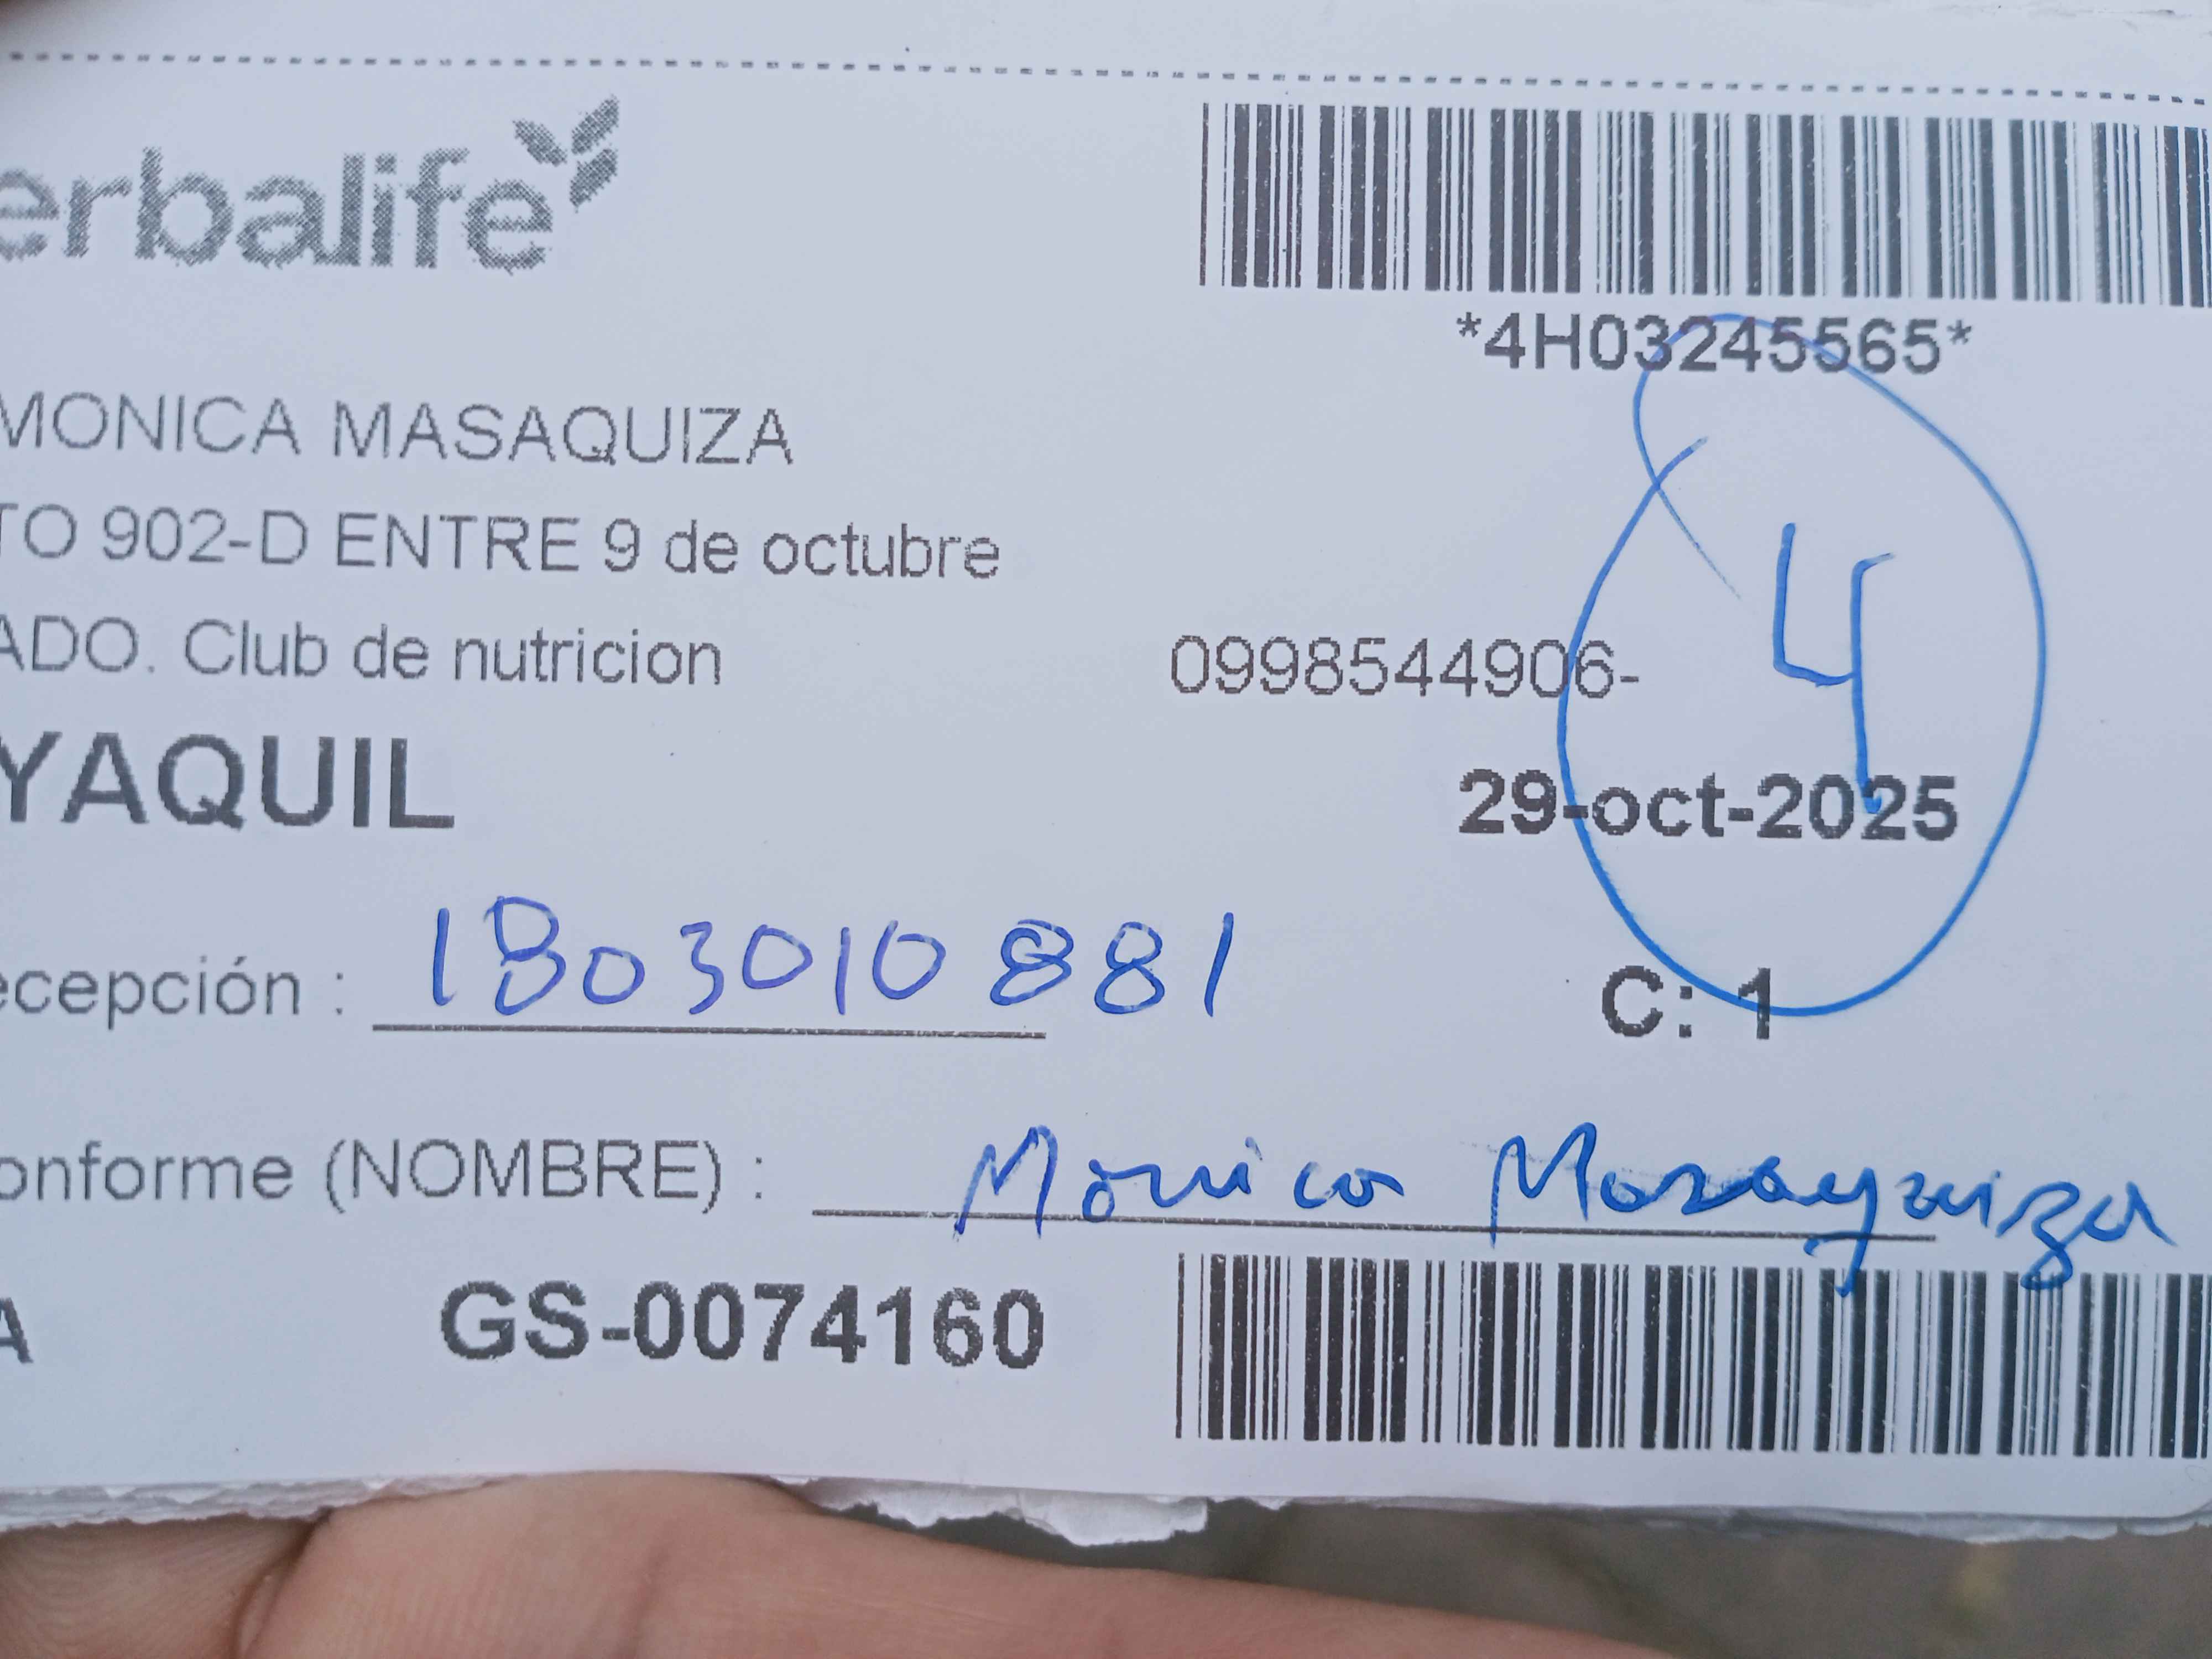 erbalife
*4H03245565*
MONICA MASAQUIZA
TO 902-D ENTRE 9 de octubre
4
ADO. Club de nutricion 0998544906-
YAQUIL 29-oct-2025
ecepción : 1803010881
C: 1
onforme (NOMBRE) : Monica Masaquiza
A GS-0074160